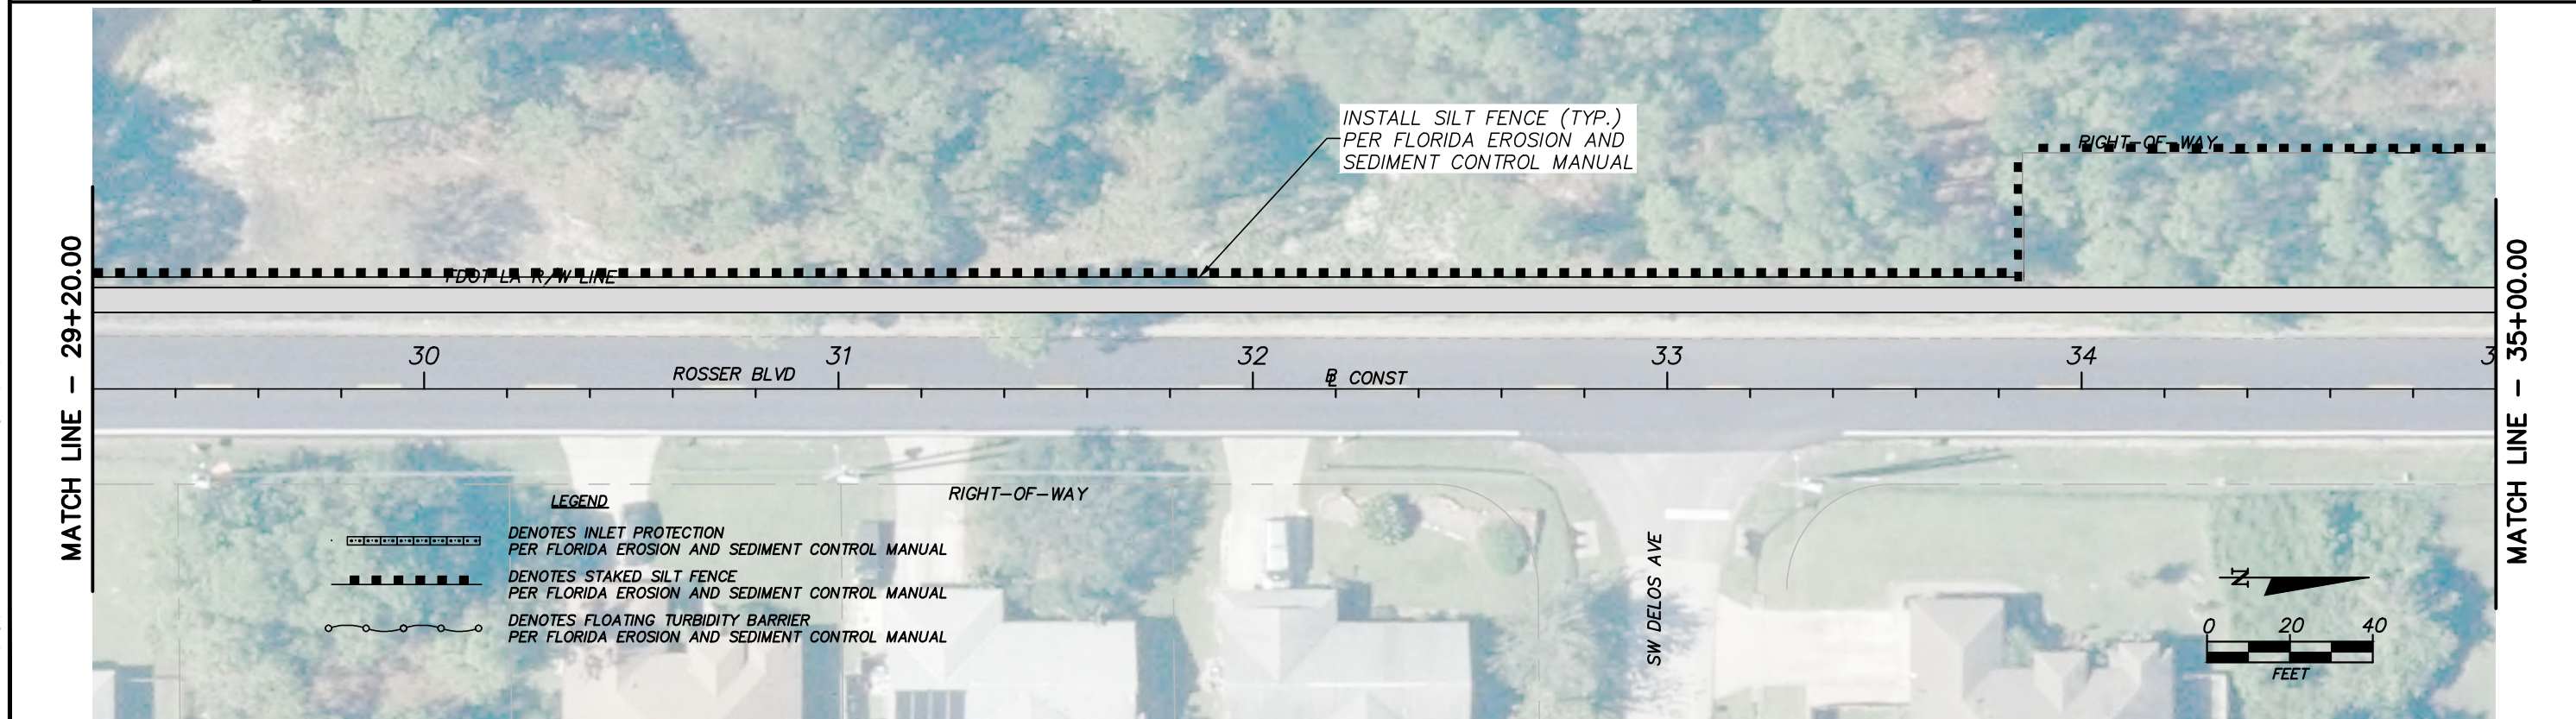 INSTALL SILT FENCE (TYP.)
PER FLORIDA EROSION AND
SEDIMENT CONTROL MANUAL
RIGHT-OF-WAY
FDOT LA R/W LINE
MATCH LINE - 29+20.00
MATCH LINE - 35+00.00
30
31
32
33
34
3
ROSSER BLVD
BL CONST
RIGHT-OF-WAY
LEGEND
DENOTES INLET PROTECTION
PER FLORIDA EROSION AND SEDIMENT CONTROL MANUAL
DENOTES STAKED SILT FENCE
PER FLORIDA EROSION AND SEDIMENT CONTROL MANUAL
DENOTES FLOATING TURBIDITY BARRIER
PER FLORIDA EROSION AND SEDIMENT CONTROL MANUAL
SW DELOS AVE
N
0 20 40
FEET